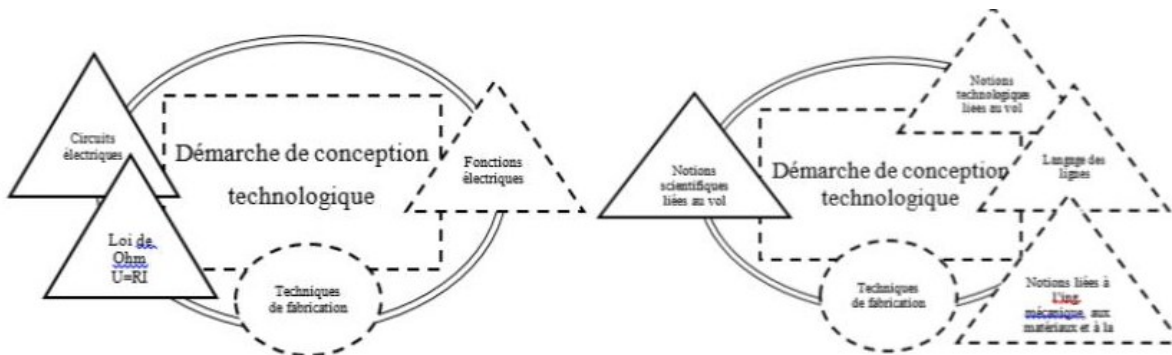 Circuits
électriques
Démarche de conception
technologique
Fonctions
électriques
Loi de
Ohm
U=RI
Techniques
de fabrication
Notions
technologiques
liées au vol
Notions
scientifiques
liées au vol
Démarche de conception
technologique
Langage des
lignes
Techniques
de fabrication
Notions liées à
l'ing.
mécanique, aux
matériaux et à la